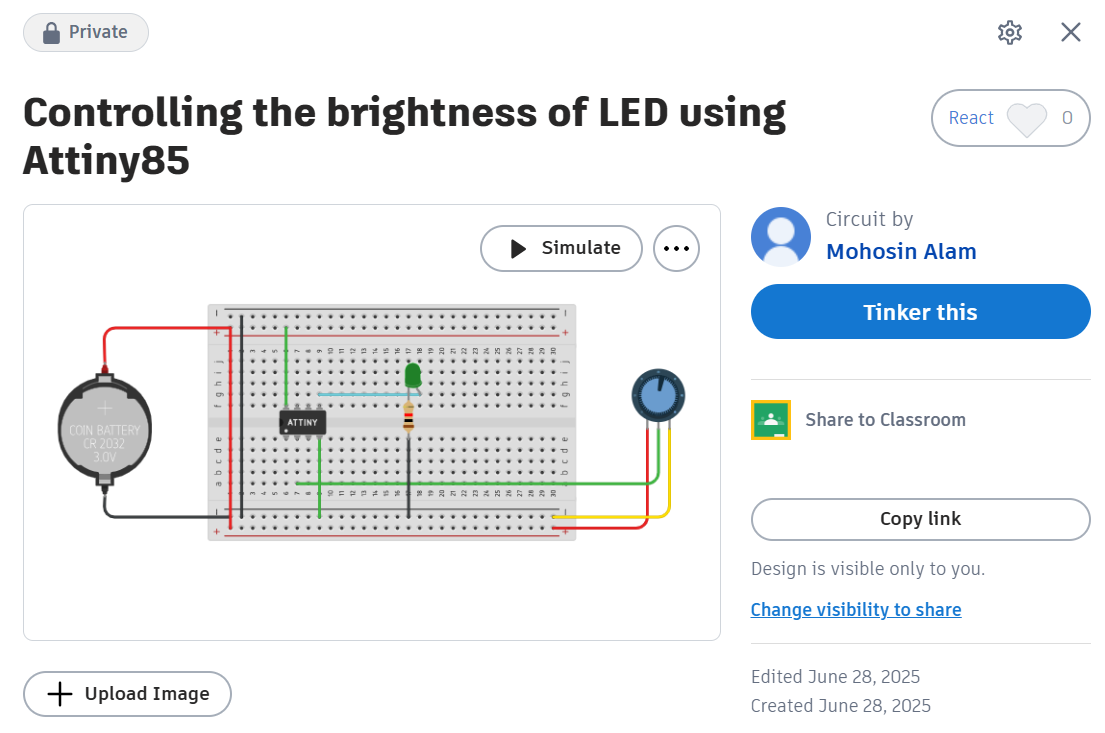 Private
Controlling the brightness of LED using
Attiny85
React 0
Simulate
Circuit by
Mohosin Alam
Tinker this
COIN BATTERY
CR 2032
3.0V
ATTINY
Share to Classroom
Copy link
Design is visible only to you.
Change visibility to share
Upload Image
Edited June 28, 2025
Created June 28, 2025